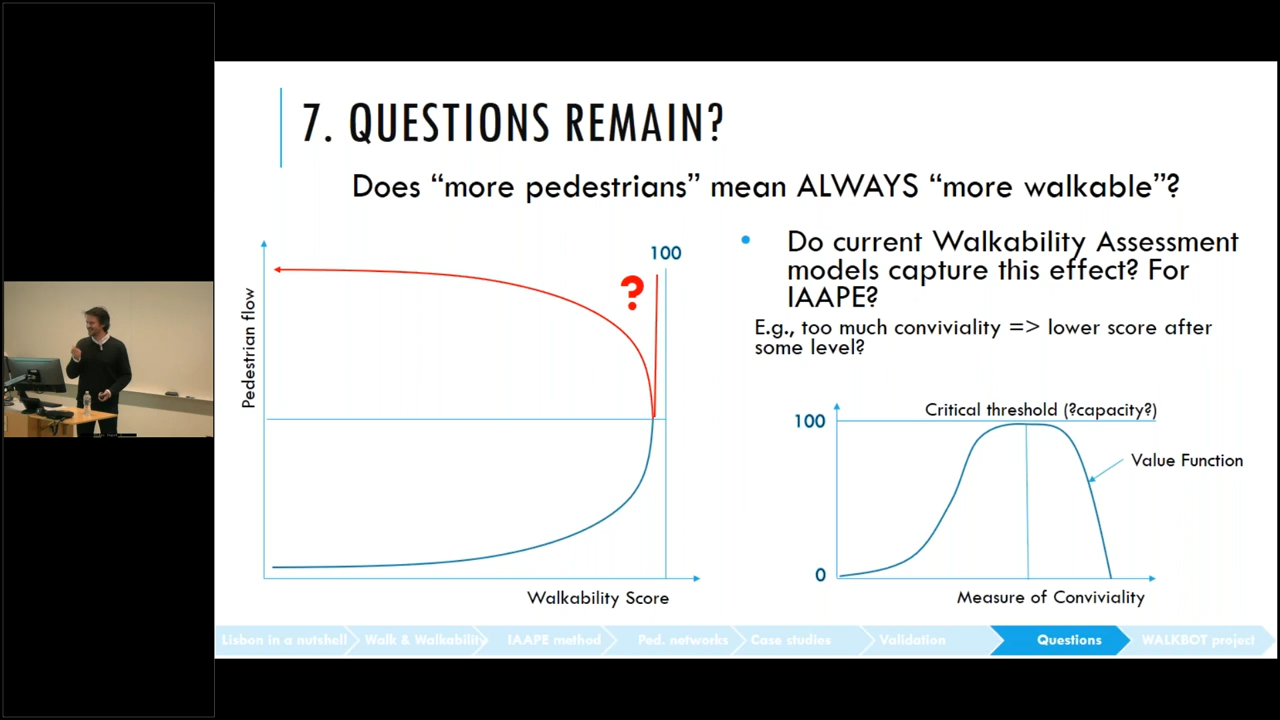 7. QUESTIONS REMAIN?
Does “more pedestrians” mean ALWAYS “more walkable”?
Pedestrian flow
100
?
Walkability Score
• Do current Walkability Assessment
models capture this effect? For
IAAPE?
E.g., too much conviviality => lower score after
some level?
Critical threshold (?capacity?)
100
Value Function
0
Measure of Conviviality
Lisbon in a nutshell
Walk & Walkability
IAAPE method
Ped. networks
Case studies
Validation
Questions
WALKBOT project